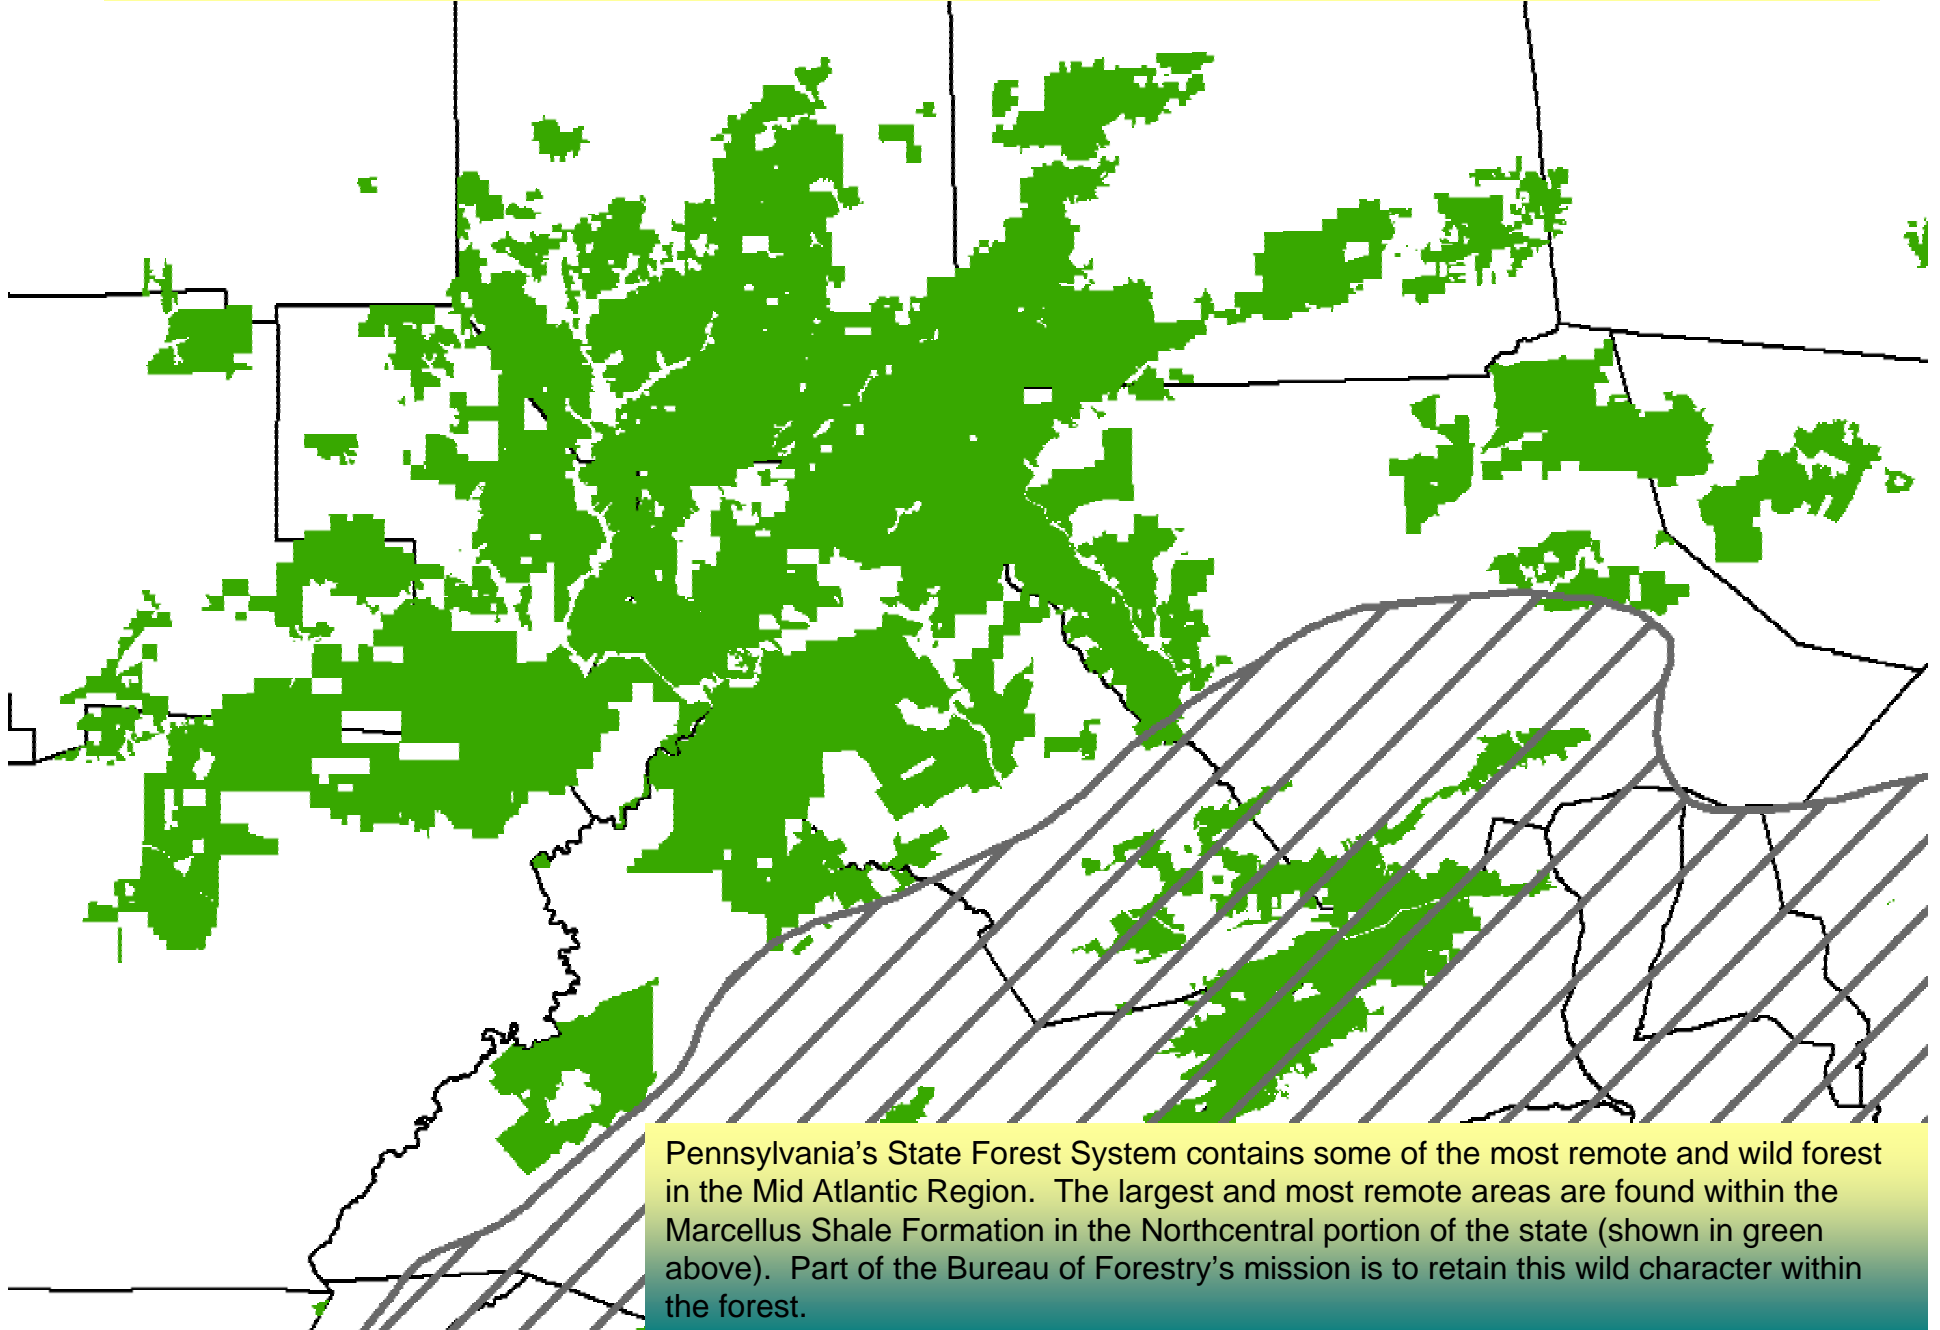 Pennsylvania’s State Forest System contains some of the most remote and wild forest
in the Mid Atlantic Region.  The largest and most remote areas are found within the
Marcellus Shale Formation in the Northcentral portion of the state (shown in green
above).  Part of the Bureau of Forestry’s mission is to retain this wild character within
the forest.